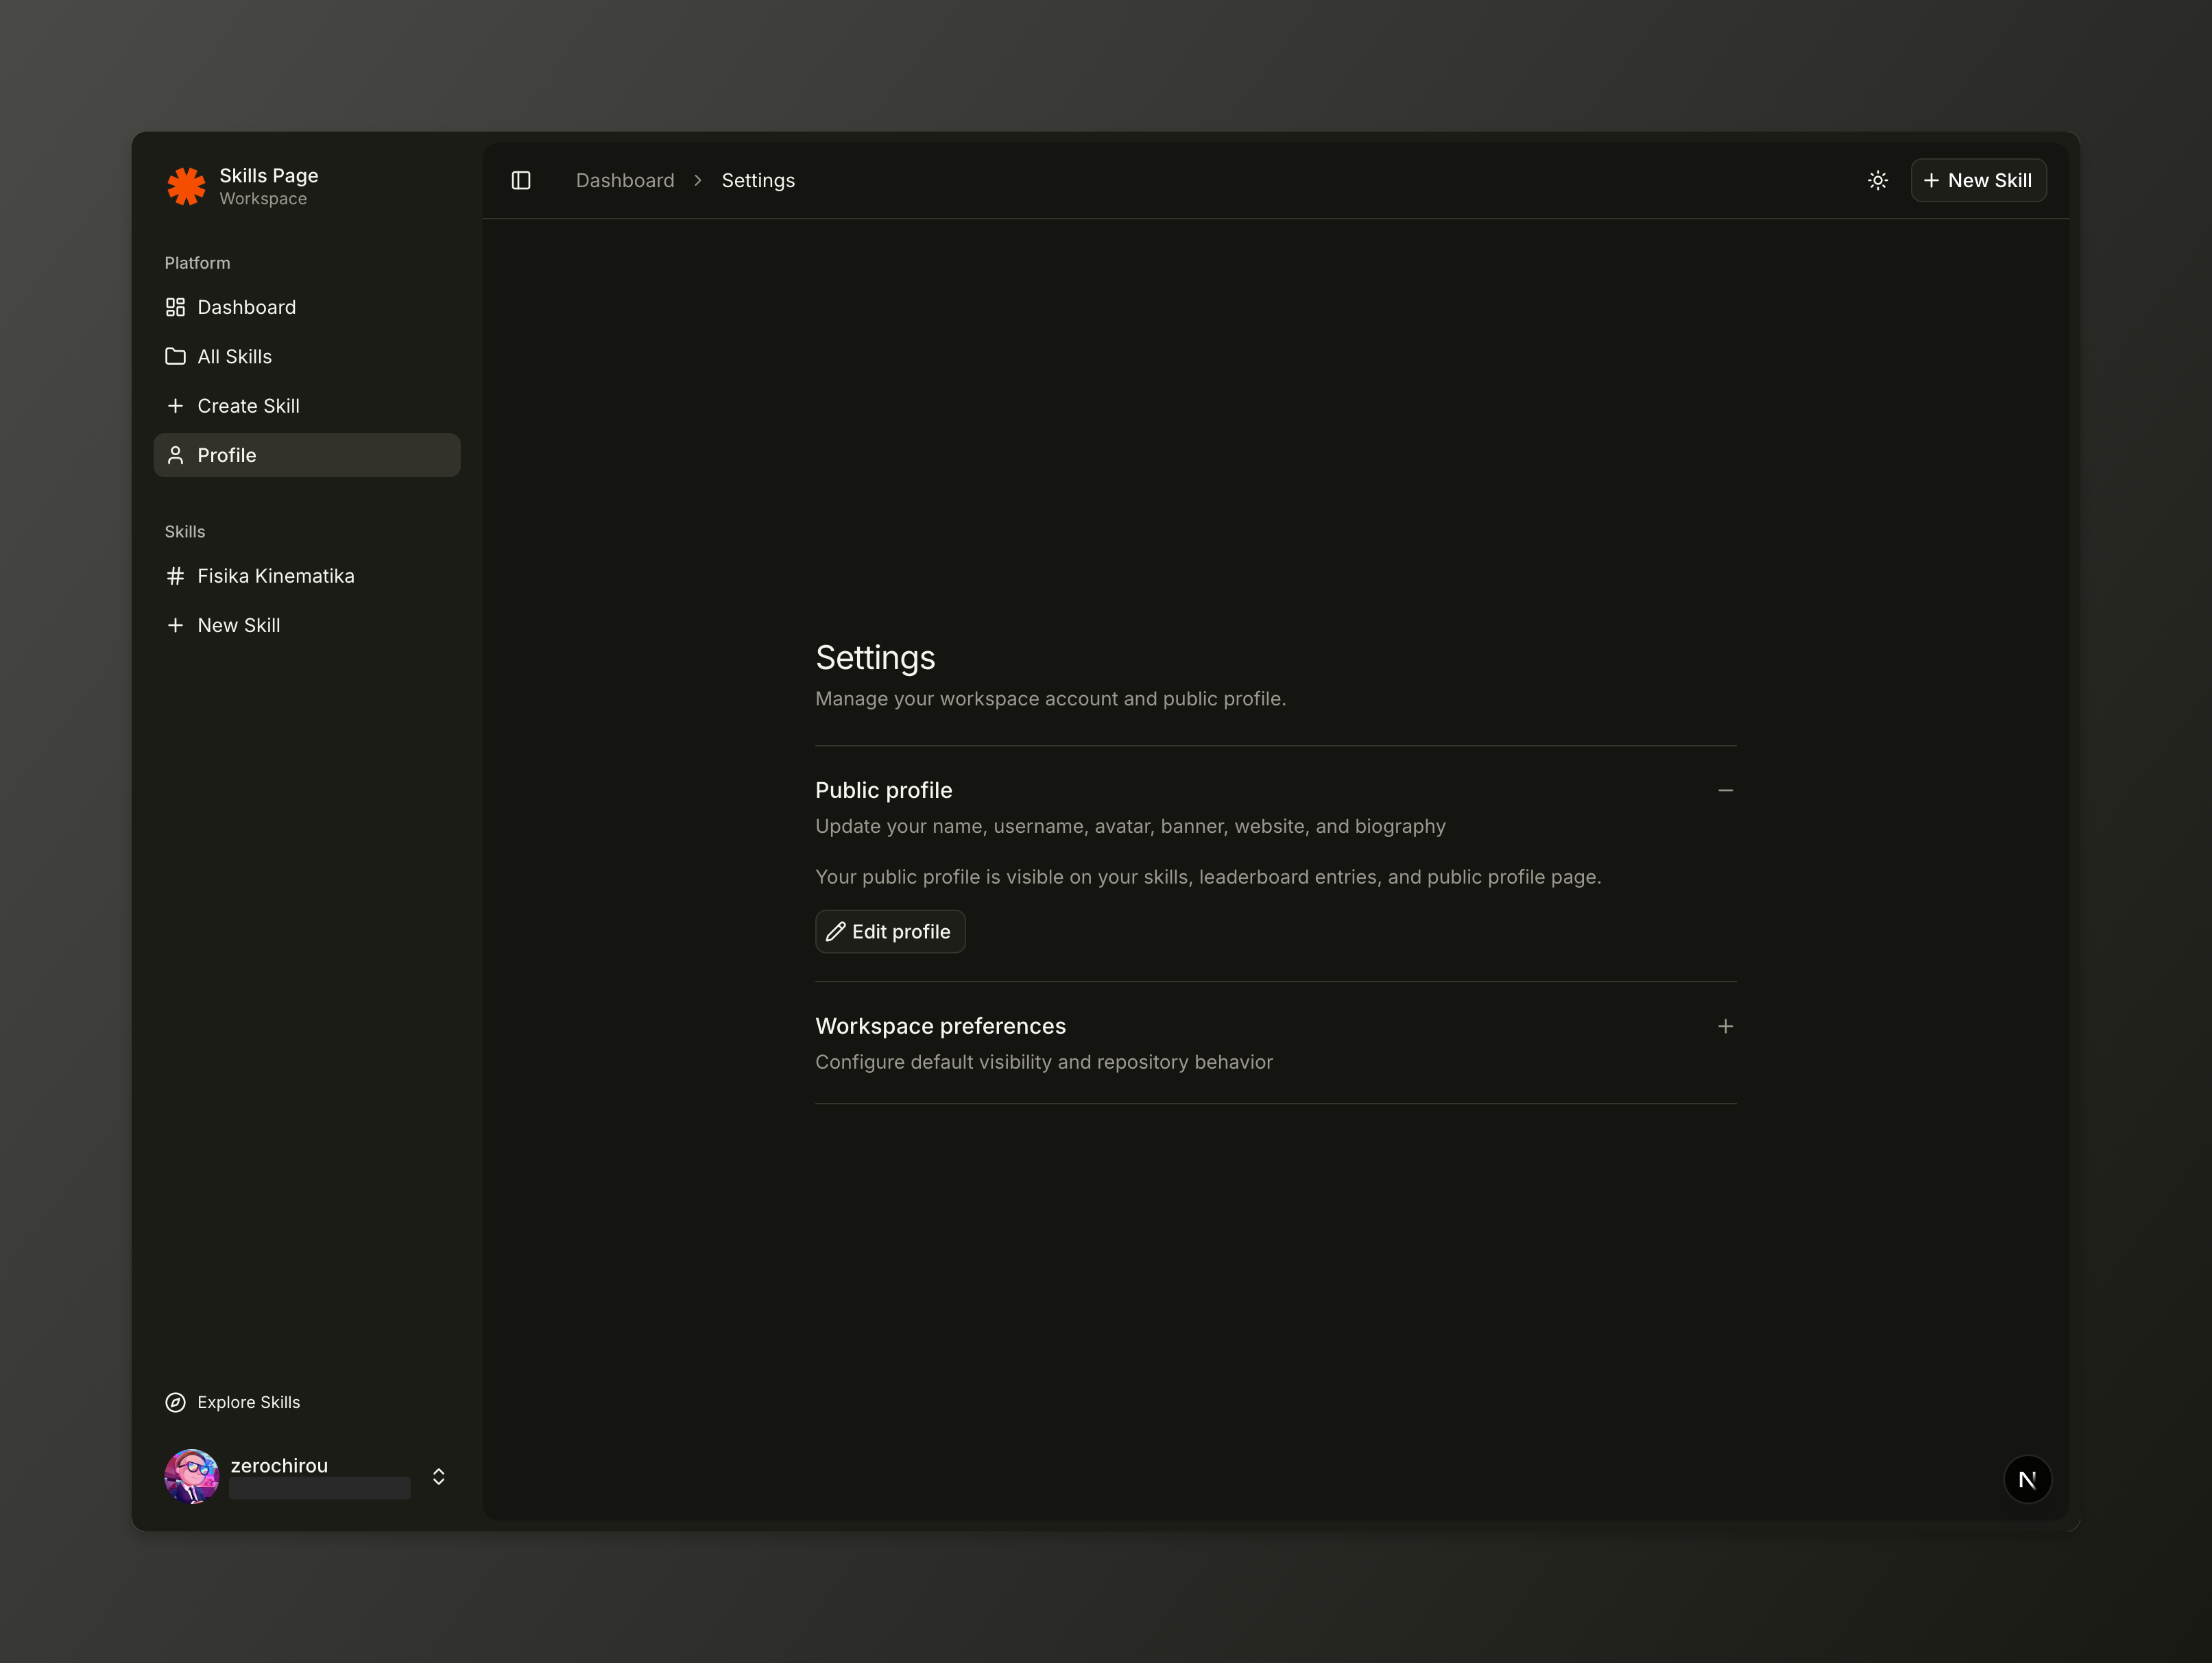 Skills Page
Workspace
Platform
Dashboard
All Skills
Create Skill
Profile
Skills
Fisika Kinematika
New Skill
Explore Skills
zerochirou
Dashboard > Settings
New Skill
Settings
Manage your workspace account and public profile.
Public profile
Update your name, username, avatar, banner, website, and biography
Your public profile is visible on your skills, leaderboard entries, and public profile page.
Edit profile
Workspace preferences
Configure default visibility and repository behavior
N